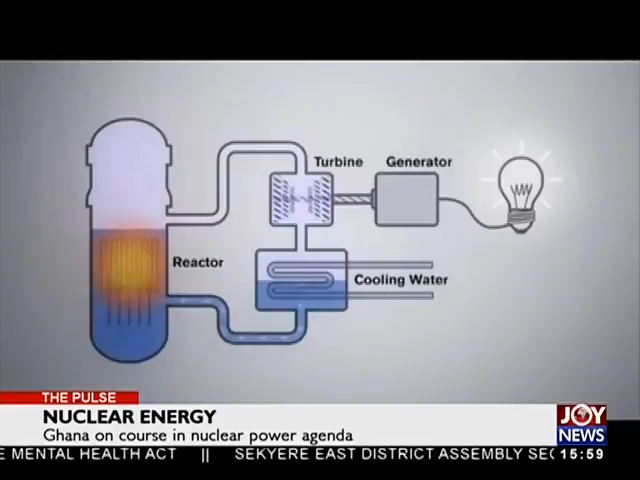 Turbine
Generator
Reactor
Cooling Water
THE PULSE
NUCLEAR ENERGY
Ghana on course in nuclear power agenda
JOY
NEWS
MENTAL HEALTH ACT || SEKYERE EAST DISTRICT ASSEMBLY
15:59